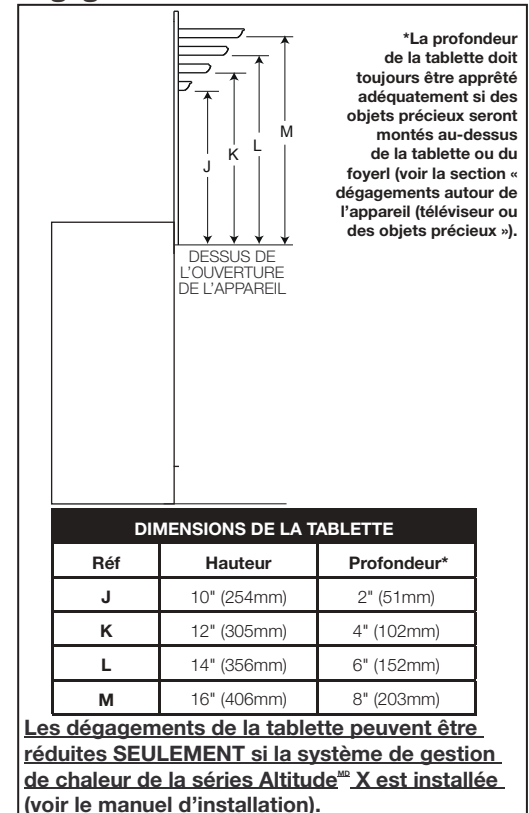 *La profondeur
de la tablette doit
toujours être apprêté
adéquatement si des
objets précieux seront
montés au-dessus
de la tablette ou du
foyerl (voir la section «
dégagements autour de
l'appareil (téléviseur ou
des objets précieux »).
J
K
L
M
DESSUS DE
L'OUVERTURE
DE L'APPAREIL
DIMENSIONS DE LA TABLETTE
Réf Hauteur Profondeur*
J 10" (254mm) 2" (51mm)
K 12" (305mm) 4" (102mm)
L 14" (356mm) 6" (152mm)
M 16" (406mm) 8" (203mm)
Les dégagements de la tablette peuvent être
réduites SEULEMENT si la système de gestion
de chaleur de la séries Altitude MD X est installée
(voir le manuel d'installation).